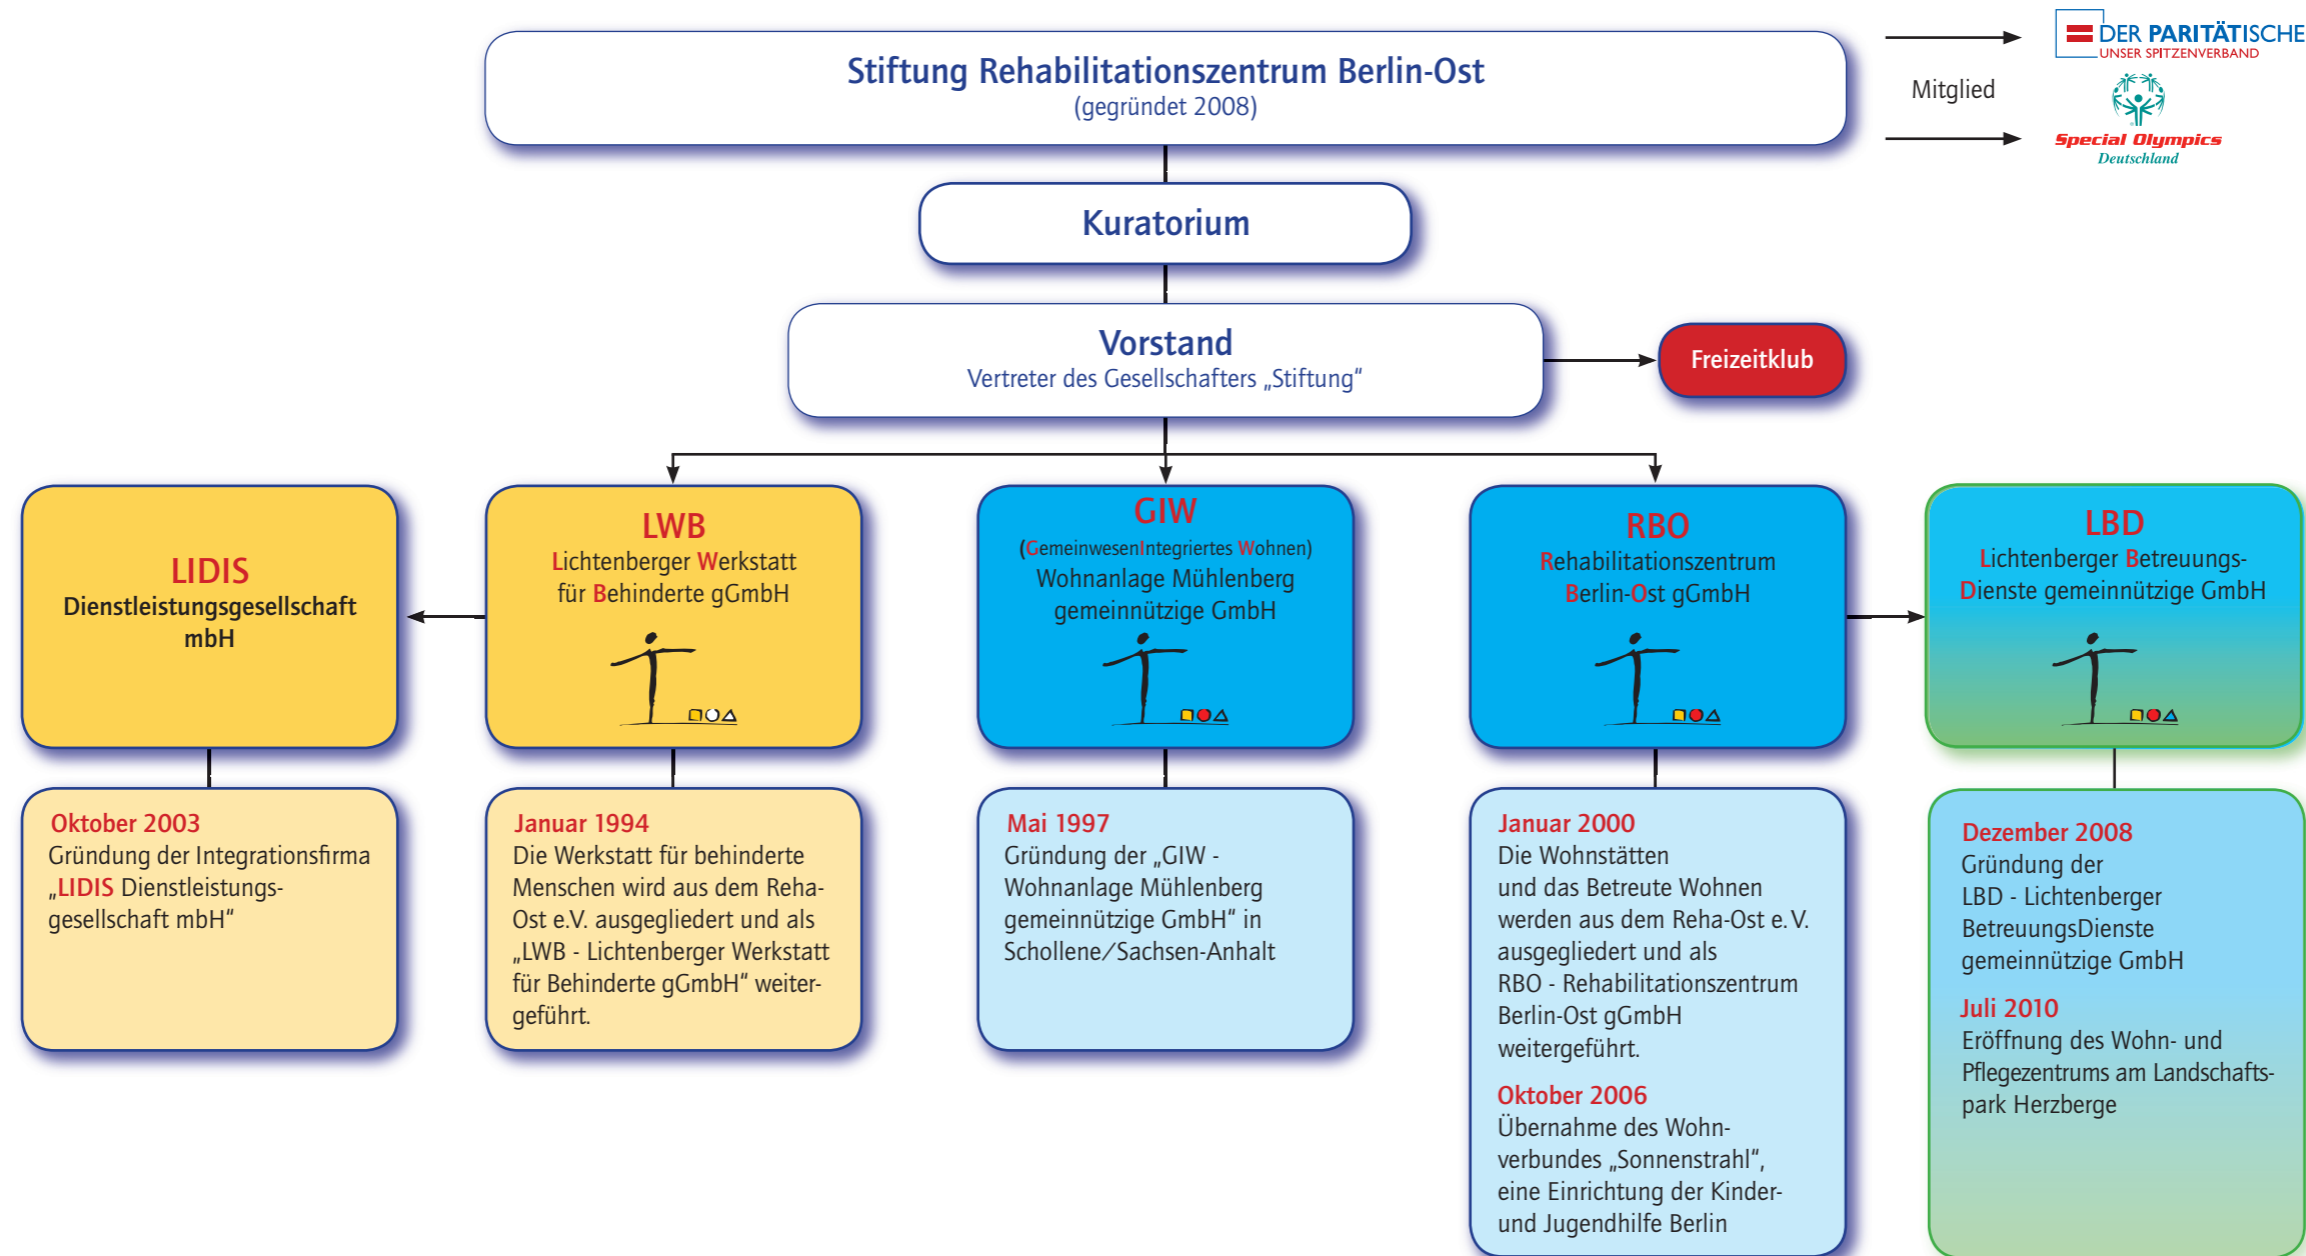 Stiftung Rehabilitationszentrum Berlin-Ost
(gegründet 2008)
Mitglied
DER PARITÄTISCHE
UNSER SPITZENVERBAND
Special Olympics
Deutschland
Kuratorium
Vorstand
Vertreter des Gesellschafters „Stiftung“
Freizeitklub
LIDIS
Dienstleistungsgesellschaft
mbH
LWB
Lichtenberger Werkstatt
für Behinderte gGmbH
GIW
(GemeinwesenIntegriertes Wohnen)
Wohnanlage Mühlenberg
gemeinnützige GmbH
RBO
Rehabilitationszentrum
Berlin-Ost gGmbH
LBD
Lichtenberger Betreuungs-
Dienste gemeinnützige GmbH
Oktober 2003
Gründung der Integrationsfirma
„LIDIS Dienstleistungs-
gesellschaft mbH“
Januar 1994
Die Werkstatt für behinderte
Menschen wird aus dem Reha-
Ost e.V. ausgegliedert und als
„LWB - Lichtenberger Werkstatt
für Behinderte gGmbH“ weiter-
geführt.
Mai 1997
Gründung der „GIW -
Wohnanlage Mühlenberg
gemeinnützige GmbH“ in
Schollene/Sachsen-Anhalt
Januar 2000
Die Wohnstätten
und das Betreute Wohnen
werden aus dem Reha-Ost e.V.
ausgegliedert und als
RBO - Rehabilitationszentrum
Berlin-Ost gGmbH
weitergeführt.
Oktober 2006
Übernahme des Wohn-
verbundes „Sonnenstrahl“,
eine Einrichtung der Kinder-
und Jugendhilfe Berlin
Dezember 2008
Gründung der
LBD - Lichtenberger
BetreuungsDienste
gemeinnützige GmbH
Juli 2010
Eröffnung des Wohn- und
Pflegezentrums am Landschafts-
park Herzberge